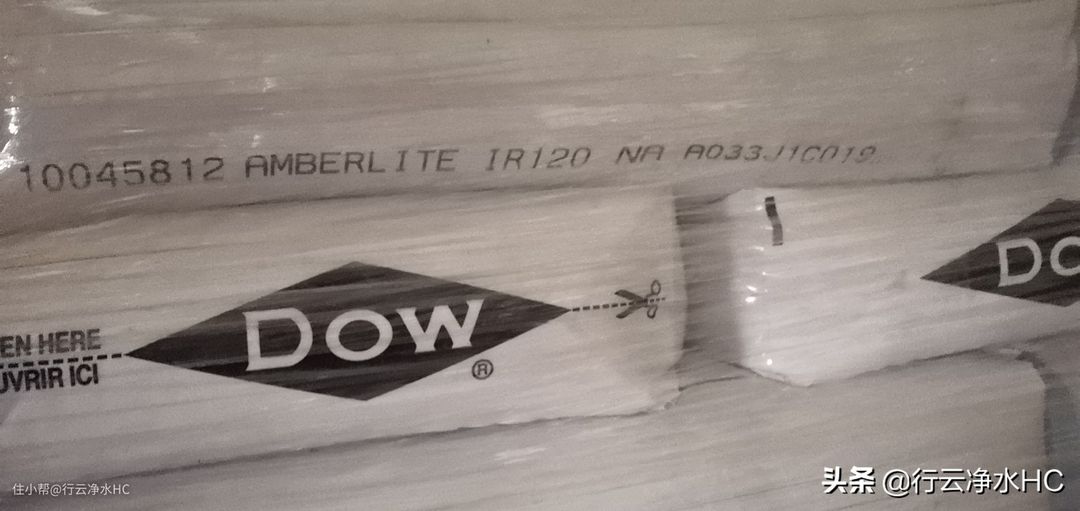 10045812 AMBERLITE IR120 NA A033J1C019
DOW
DO
EN HERE
UVRIR ICI
®
住小帮@行云净水HC
头条 @行云净水HC